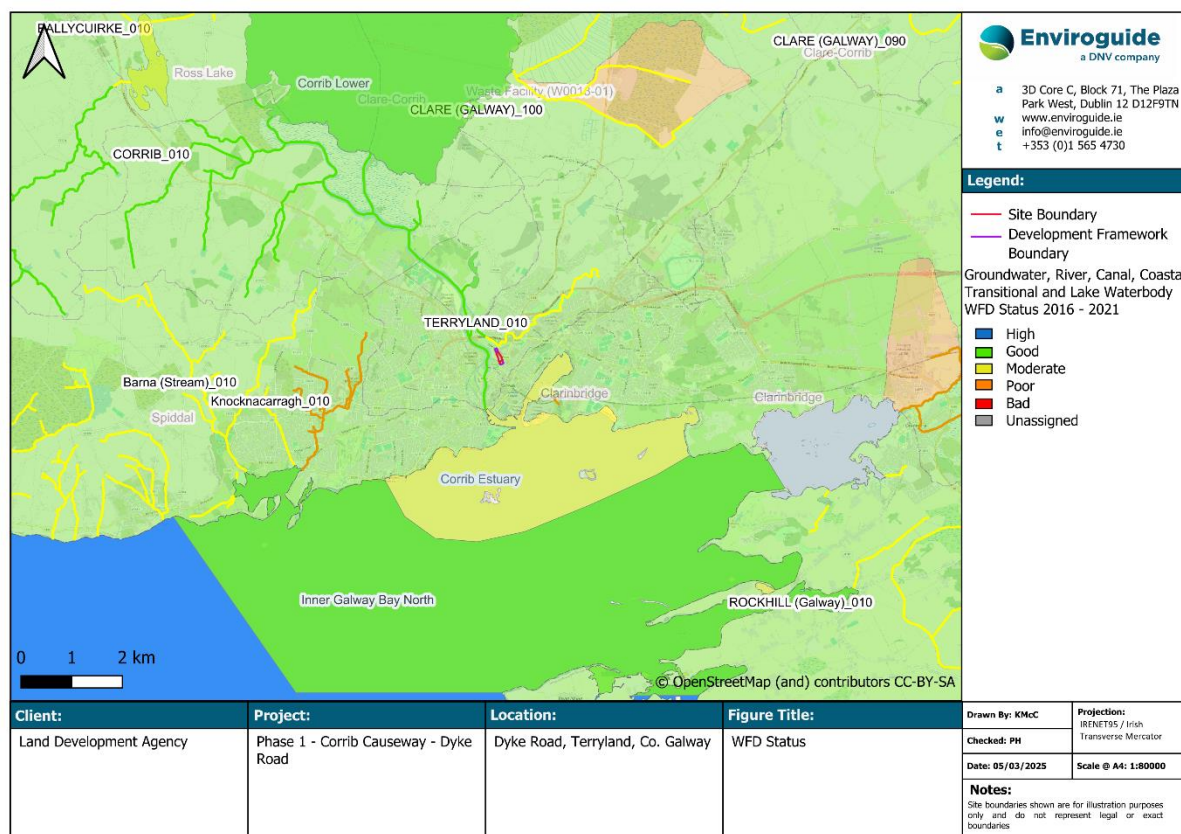 BALLYCUIRKE_010
Ross Lake
Corrib Lower
Clare-Corrib
Waste Facility (W0013-01)
CLARE (GALWAY)_100
CLARE (GALWAY)_090
Clare-Corrib
CORRIB_010
TERRYLAND_010
Barna (Stream)_010
Knocknacarragh_010
Spiddal
Clarinbridge
Clarinbridge
Corrib Estuary
Inner Galway Bay North
ROCKHILL (Galway)_010
0 1 2 km
© OpenStreetMap (and) contributors CC-BY-SA
Enviroguide
a DNV company
a 3D Core C, Block 71, The Plaza
Park West, Dublin 12 D12F9TN
w www.enviroguide.ie
e info@enviroguide.ie
t +353 (0)1 565 4730
Legend:
Site Boundary
Development Framework
Boundary
Groundwater, River, Canal, Coasta
Transitional and Lake Waterbody
WFD Status 2016 - 2021
High
Good
Moderate
Poor
Bad
Unassigned
Client:
Land Development Agency
Project:
Phase 1 - Corrib Causeway - Dyke
Road
Location:
Dyke Road, Terryland, Co. Galway
Figure Title:
WFD Status
Drawn By: KMcC
Checked: PH
Date: 05/03/2025
Projection:
IRENET95 / Irish
Transverse Mercator
Scale @ A4: 1:80000
Notes:
Site boundaries shown are for illustration purposes
only and do not represent legal or exact
boundaries